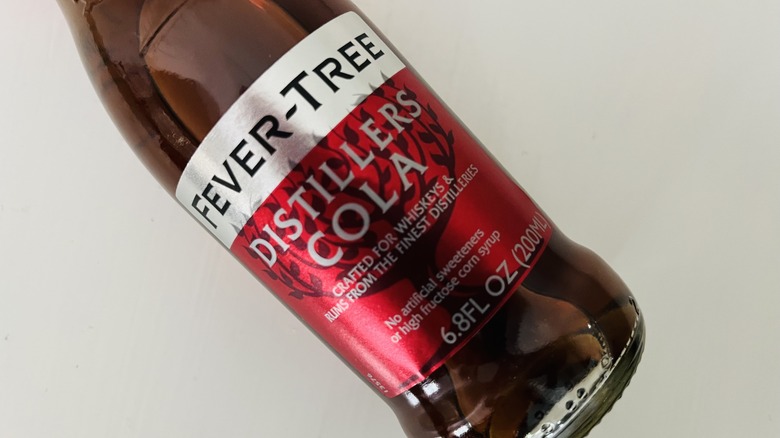 FEVER-TREE
DISTILLERS
COLA
CRAFTED FOR WHISKEYS &
RUMS FROM THE FINEST DISTILLERIES
No artificial sweeteners
or high fructose corn syrup
6.8FL OZ (200ML)